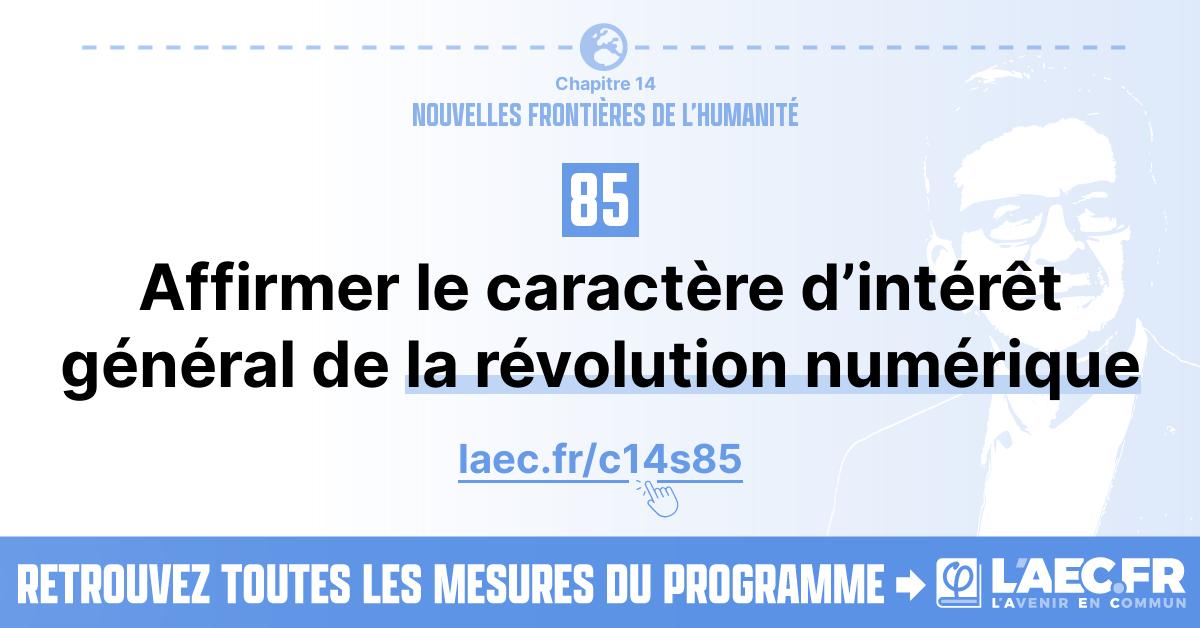 Chapitre 14
NOUVELLES FRONTIÈRES DE L'HUMANITÉ
85
Affirmer le caractère d’intérêt
général de la révolution numérique
laec.fr/c14s85
RETROUVEZ TOUTES LES MESURES DU PROGRAMME
L'AEC.FR
L'AVENIR EN COMMUN